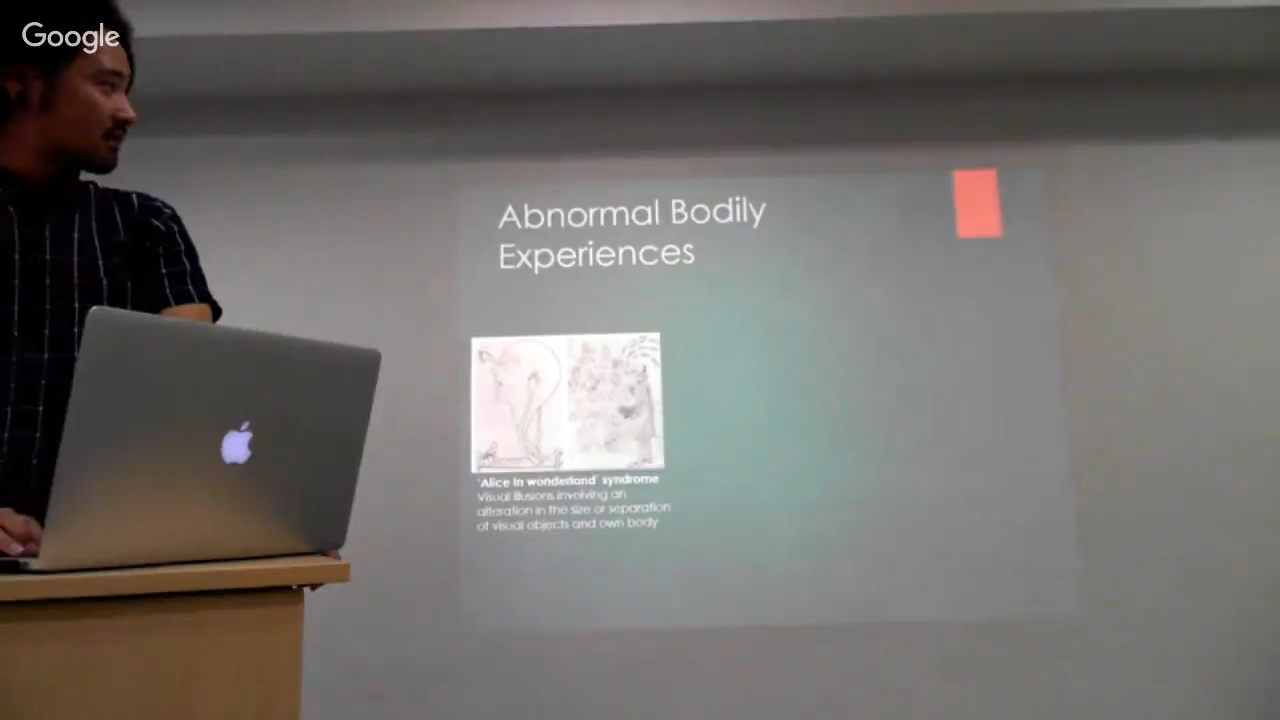 Google
Abnormal Bodily
Experiences
'Alice in wonderland' syndrome
Visual illusions involving an
alteration in the size or separation
of visual objects and own body